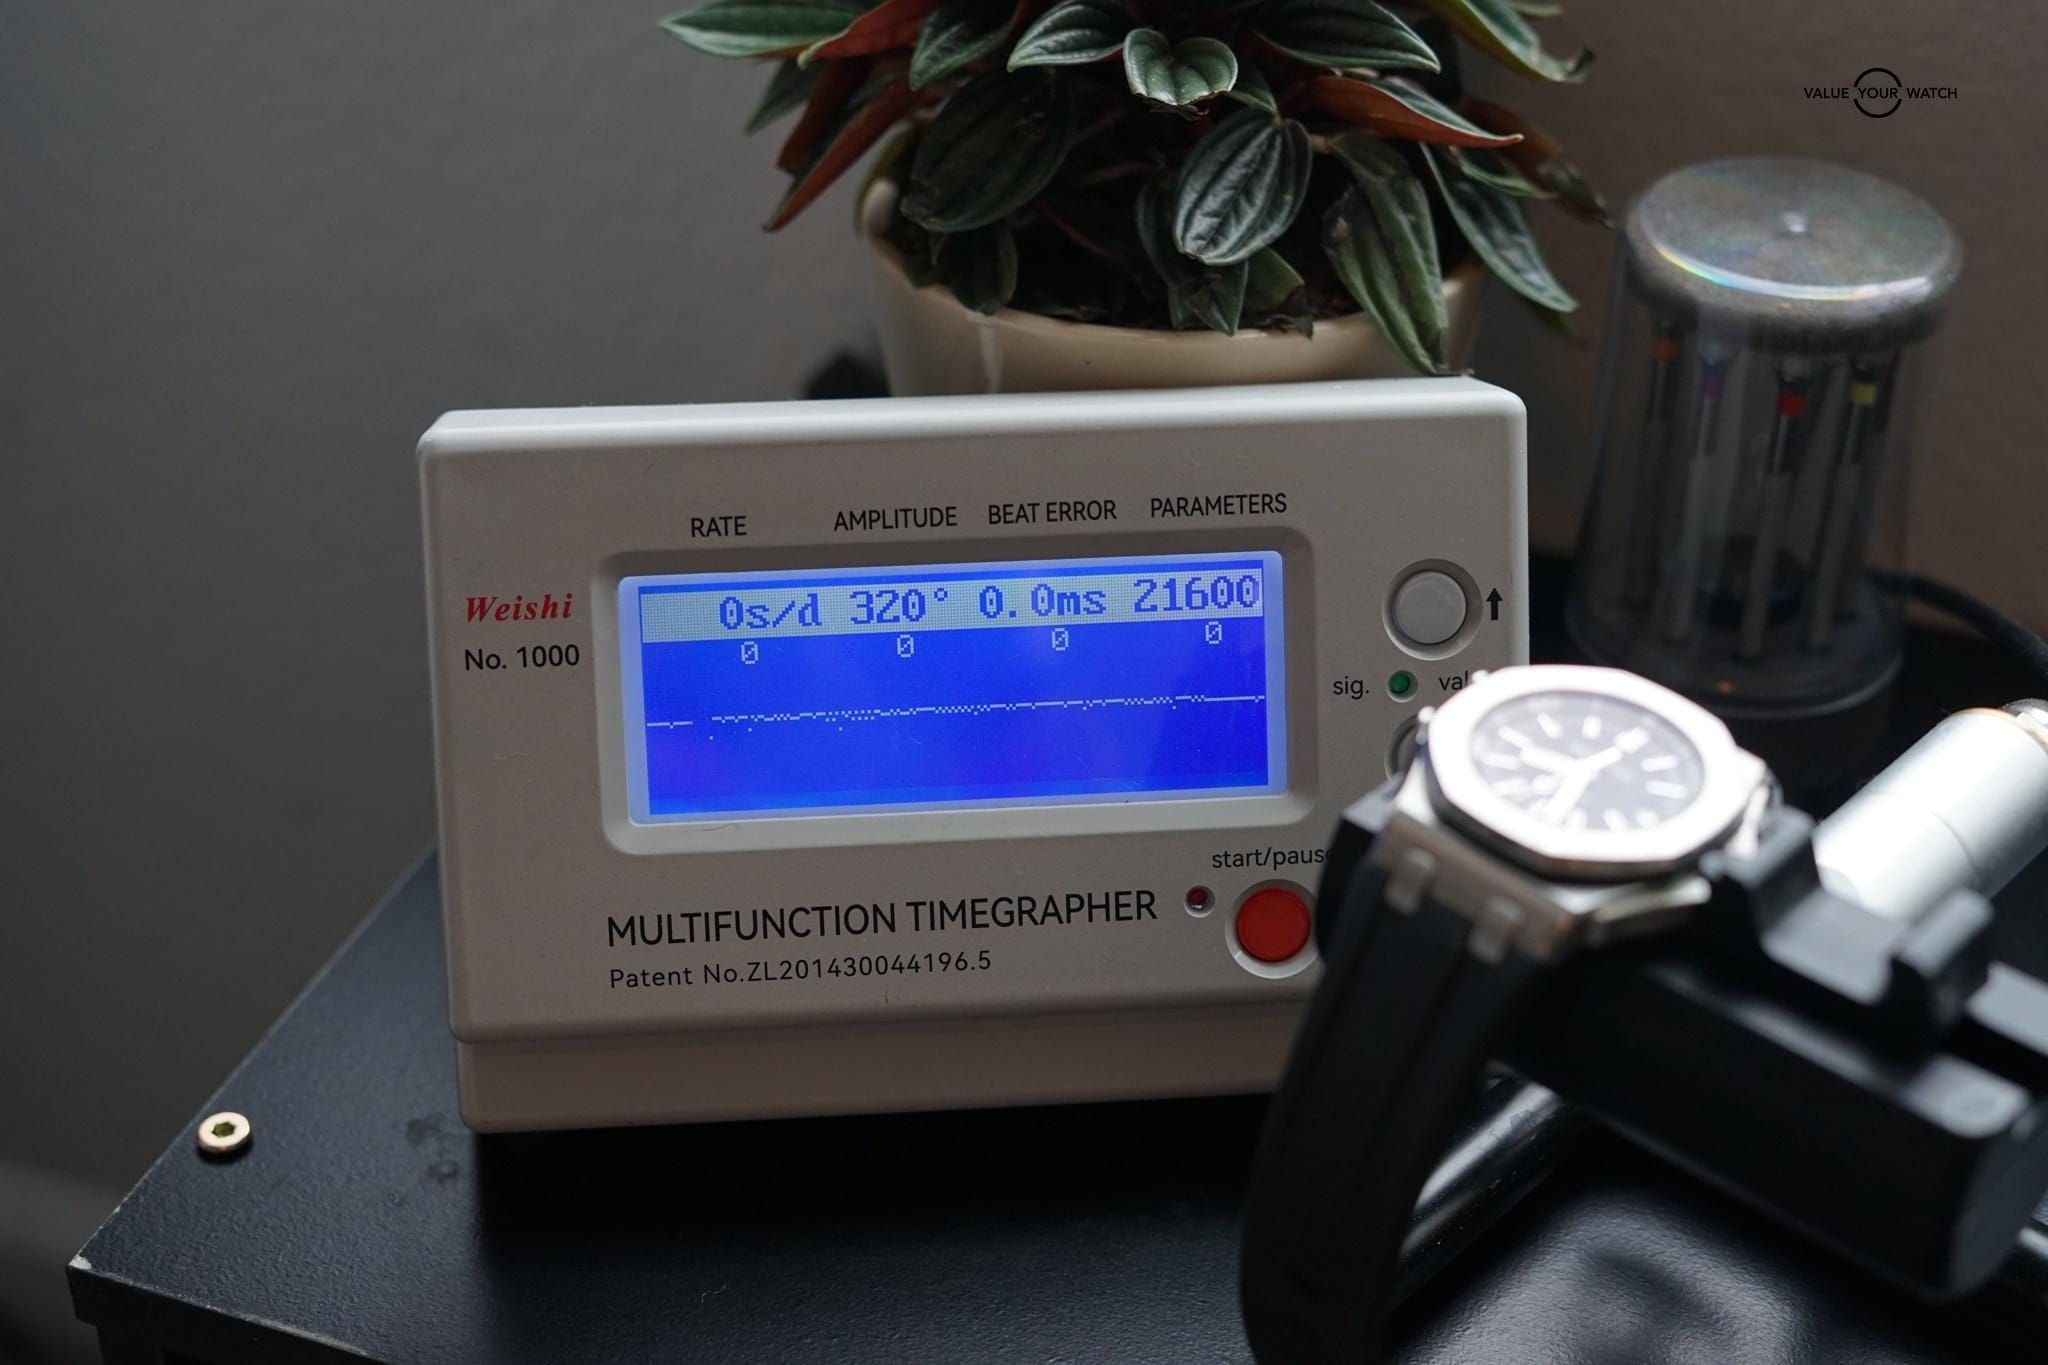 VALUE YOUR WATCH
RATE AMPLITUDE BEAT ERROR PARAMETERS
0s/d 320° 0.0ms 21600
0 0 0 0
Weishi
No. 1000
sig.
start/pause
MULTIFUNCTION TIMEGRAPHER
Patent No.ZL201430044196.5